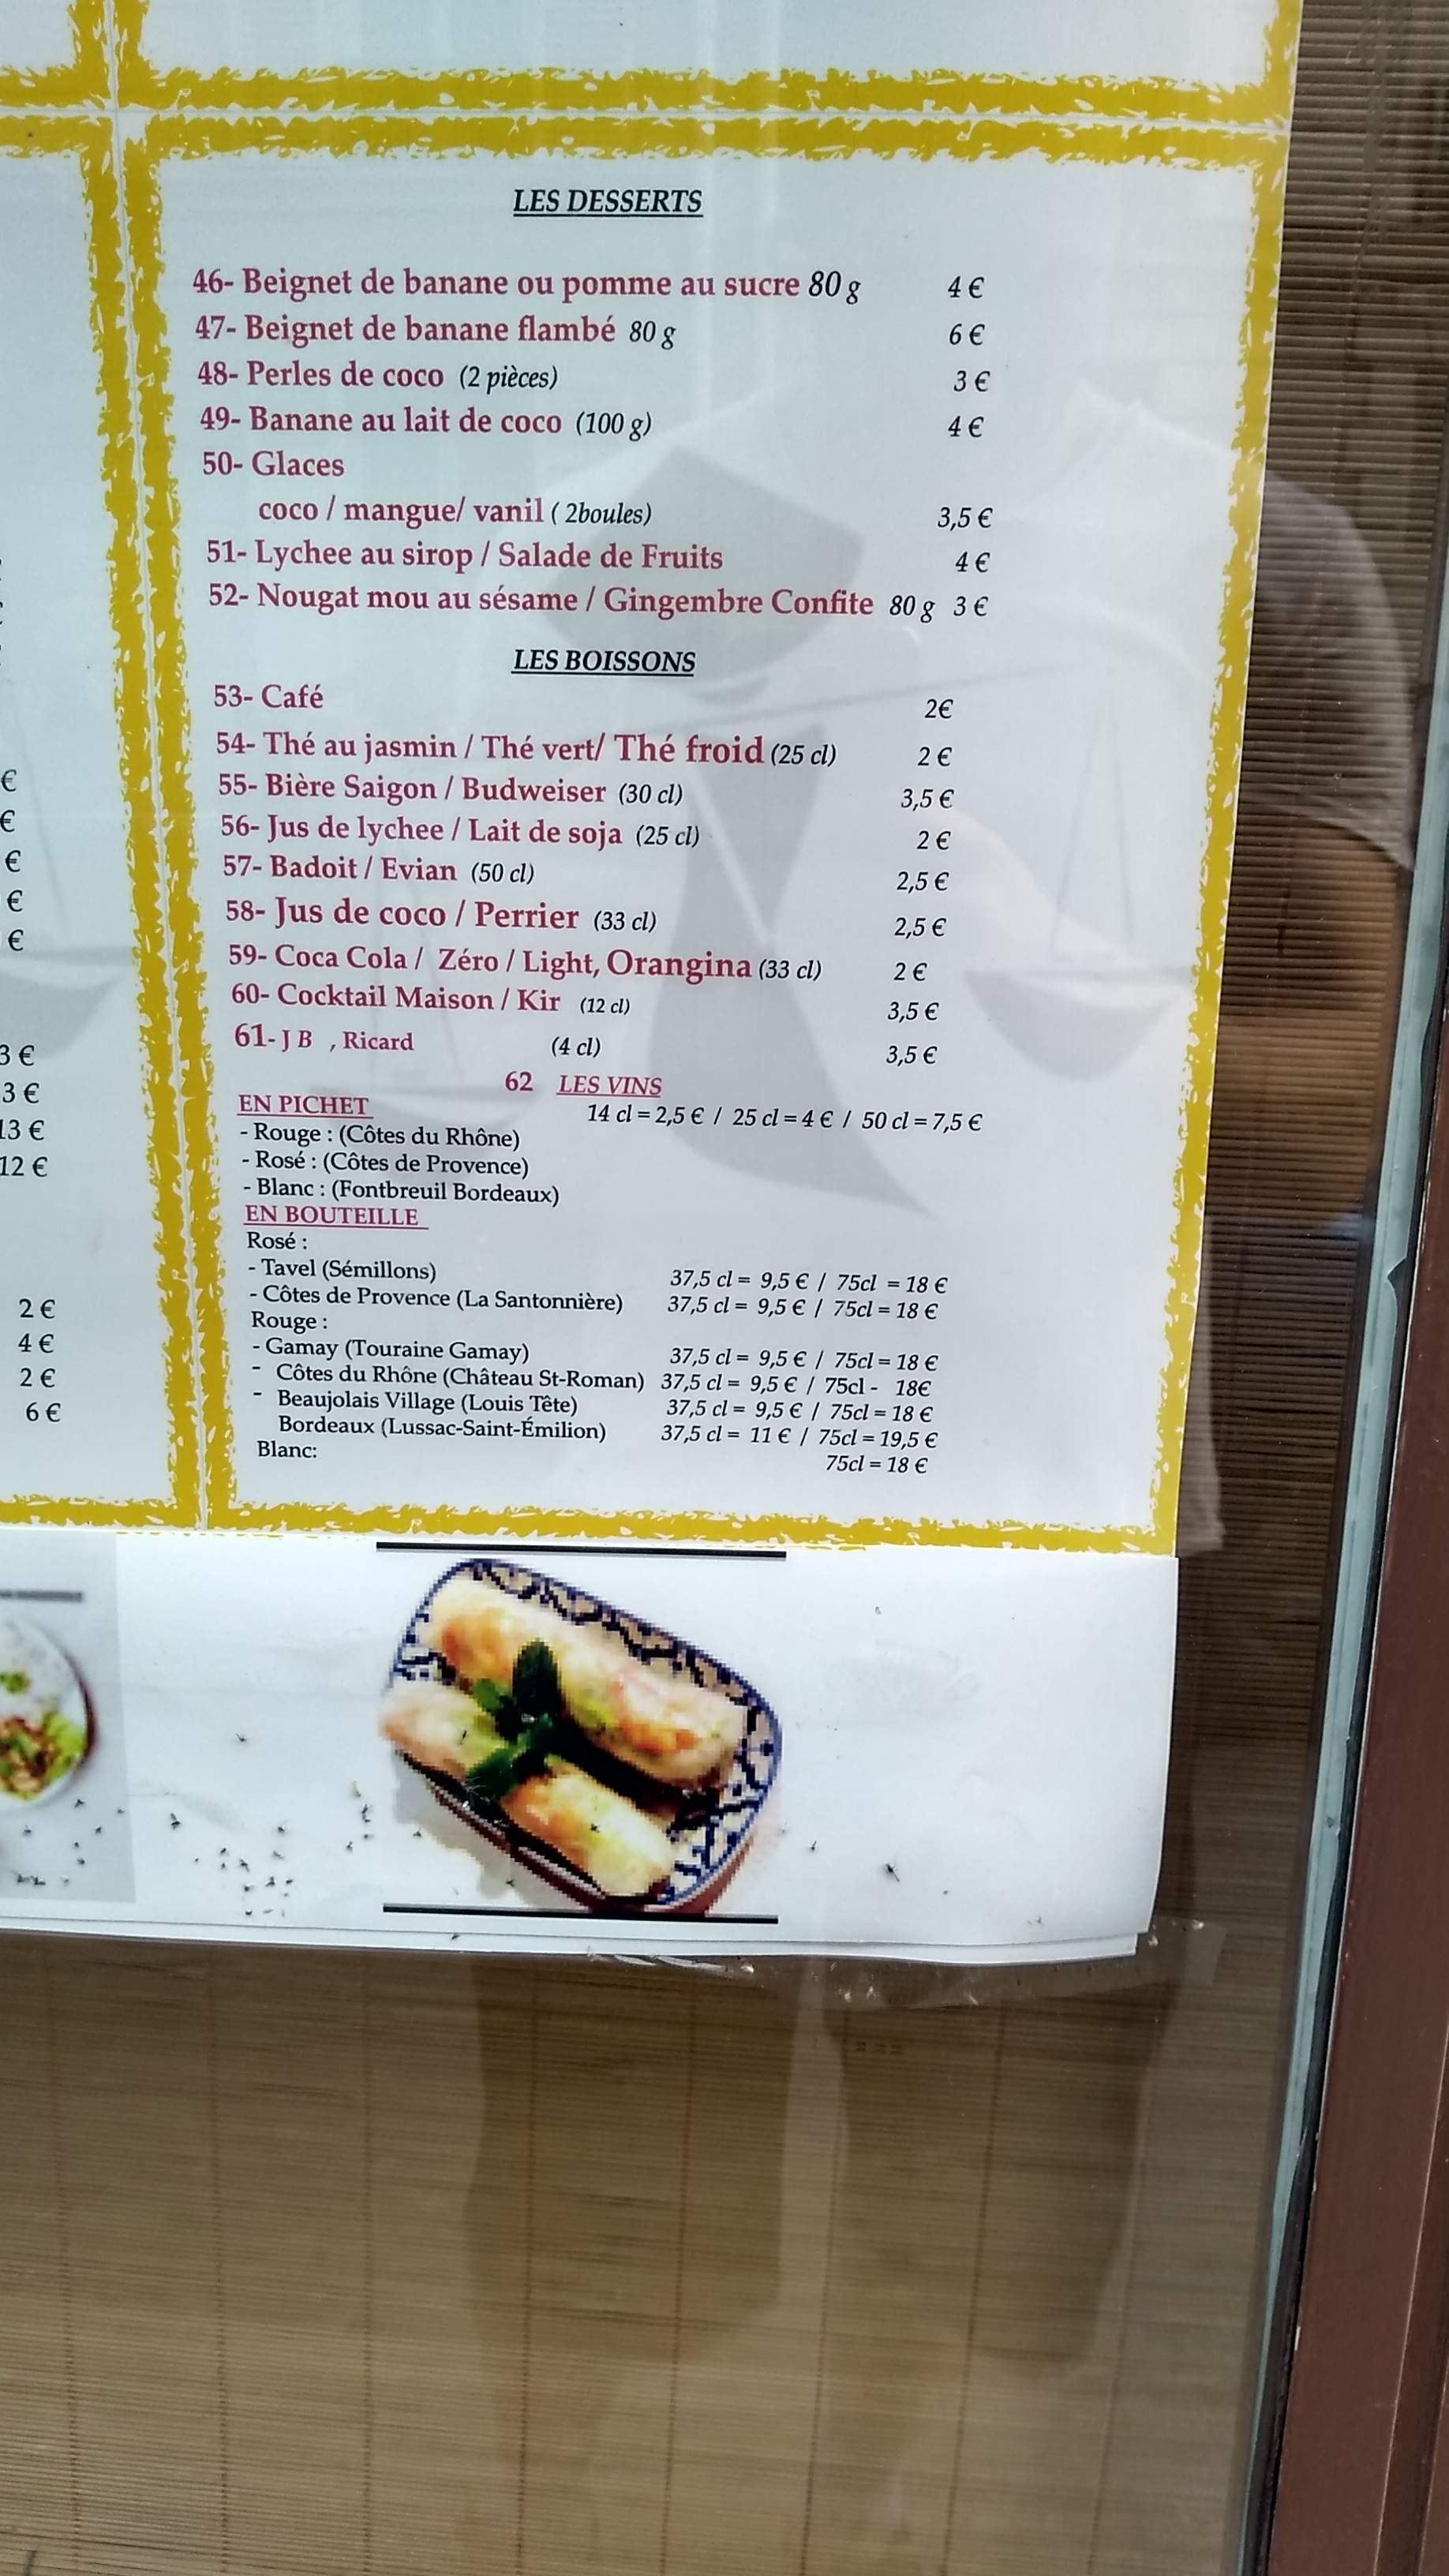 LES DESSERTS
46- Beignet de banane ou pomme au sucre 80 g 4 €
47- Beignet de banane flambé 80 g 6 €
48- Perles de coco (2 pièces) 3 €
49- Banane au lait de coco (100 g) 4 €
50- Glaces
coco / mangue/ vanil ( 2boules) 3,5 €
51- Lychee au sirop / Salade de Fruits 4 €
52- Nougat mou au sésame / Gingembre Confite 80 g 3 €
LES BOISSONS
53- Café 2€
54- Thé au jasmin / Thé vert/ Thé froid (25 cl) 2 €
55- Bière Saigon / Budweiser (30 cl) 3,5 €
56- Jus de lychee / Lait de soja (25 cl) 2 €
57- Badoit / Evian (50 cl) 2,5 €
58- Jus de coco / Perrier (33 cl) 2,5 €
59- Coca Cola / Zéro / Light, Orangina (33 cl) 2 €
60- Cocktail Maison / Kir (12 cl) 3,5 €
61- J B , Ricard (4 cl) 3,5 €
62 LES VINS
EN PICHET 14 cl = 2,5 € / 25 cl = 4 € / 50 cl = 7,5 €
- Rouge : (Côtes du Rhône)
- Rosé : (Côtes de Provence)
- Blanc : (Fontbreuil Bordeaux)
EN BOUTEILLE
Rosé :
- Tavel (Sémillons) 37,5 cl = 9,5 € / 75cl = 18 €
- Côtes de Provence (La Santonnière) 37,5 cl = 9,5 € / 75cl = 18 €
Rouge :
- Gamay (Touraine Gamay) 37,5 cl = 9,5 € / 75cl = 18 €
- Côtes du Rhône (Château St-Roman) 37,5 cl = 9,5 € / 75cl - 18€
- Beaujolais Village (Louis Tête) 37,5 cl = 9,5 € / 75cl = 18 €
Bordeaux (Lussac-Saint-Émilion) 37,5 cl = 11 € / 75cl = 19,5 €
Blanc: 75cl = 18 €
€
€
€
€
€
3 €
3 €
13 €
12 €
2 €
4 €
2 €
6 €